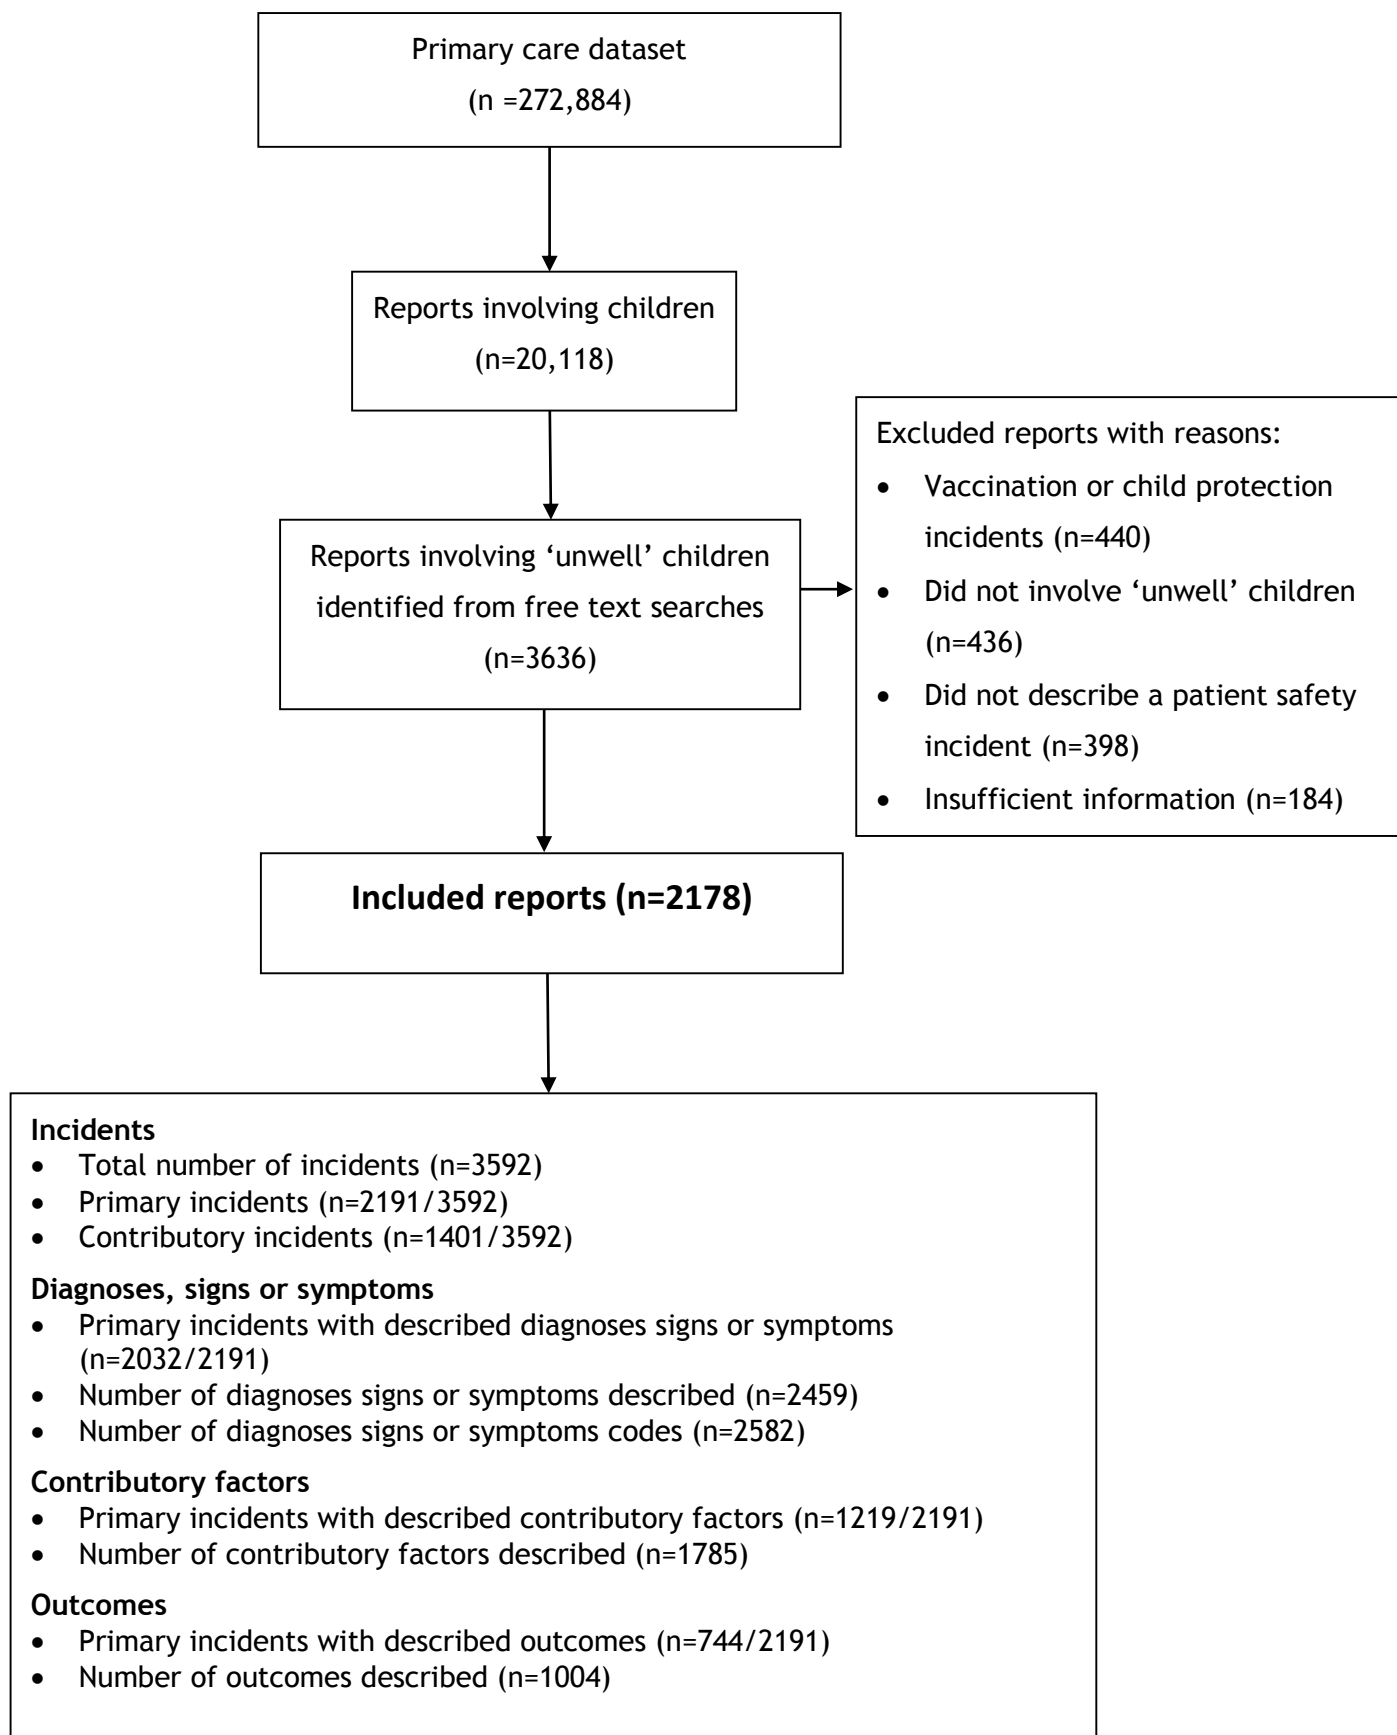 Primary care dataset
(n =272,884)
Reports involving children
(n=20,118)
Reports involving ‘unwell’ children
identified from free text searches
(n=3636)
Excluded reports with reasons:
• Vaccination or child protection
incidents (n=440)
• Did not involve ‘unwell’ children
(n=436)
• Did not describe a patient safety
incident (n=398)
• Insufficient information (n=184)
Included reports (n=2178)
Incidents
• Total number of incidents (n=3592)
• Primary incidents (n=2191/3592)
• Contributory incidents (n=1401/3592)
Diagnoses, signs or symptoms
• Primary incidents with described diagnoses signs or symptoms
(n=2032/2191)
• Number of diagnoses signs or symptoms described (n=2459)
• Number of diagnoses signs or symptoms codes (n=2582)
Contributory factors
• Primary incidents with described contributory factors (n=1219/2191)
• Number of contributory factors described (n=1785)
Outcomes
• Primary incidents with described outcomes (n=744/2191)
• Number of outcomes described (n=1004)